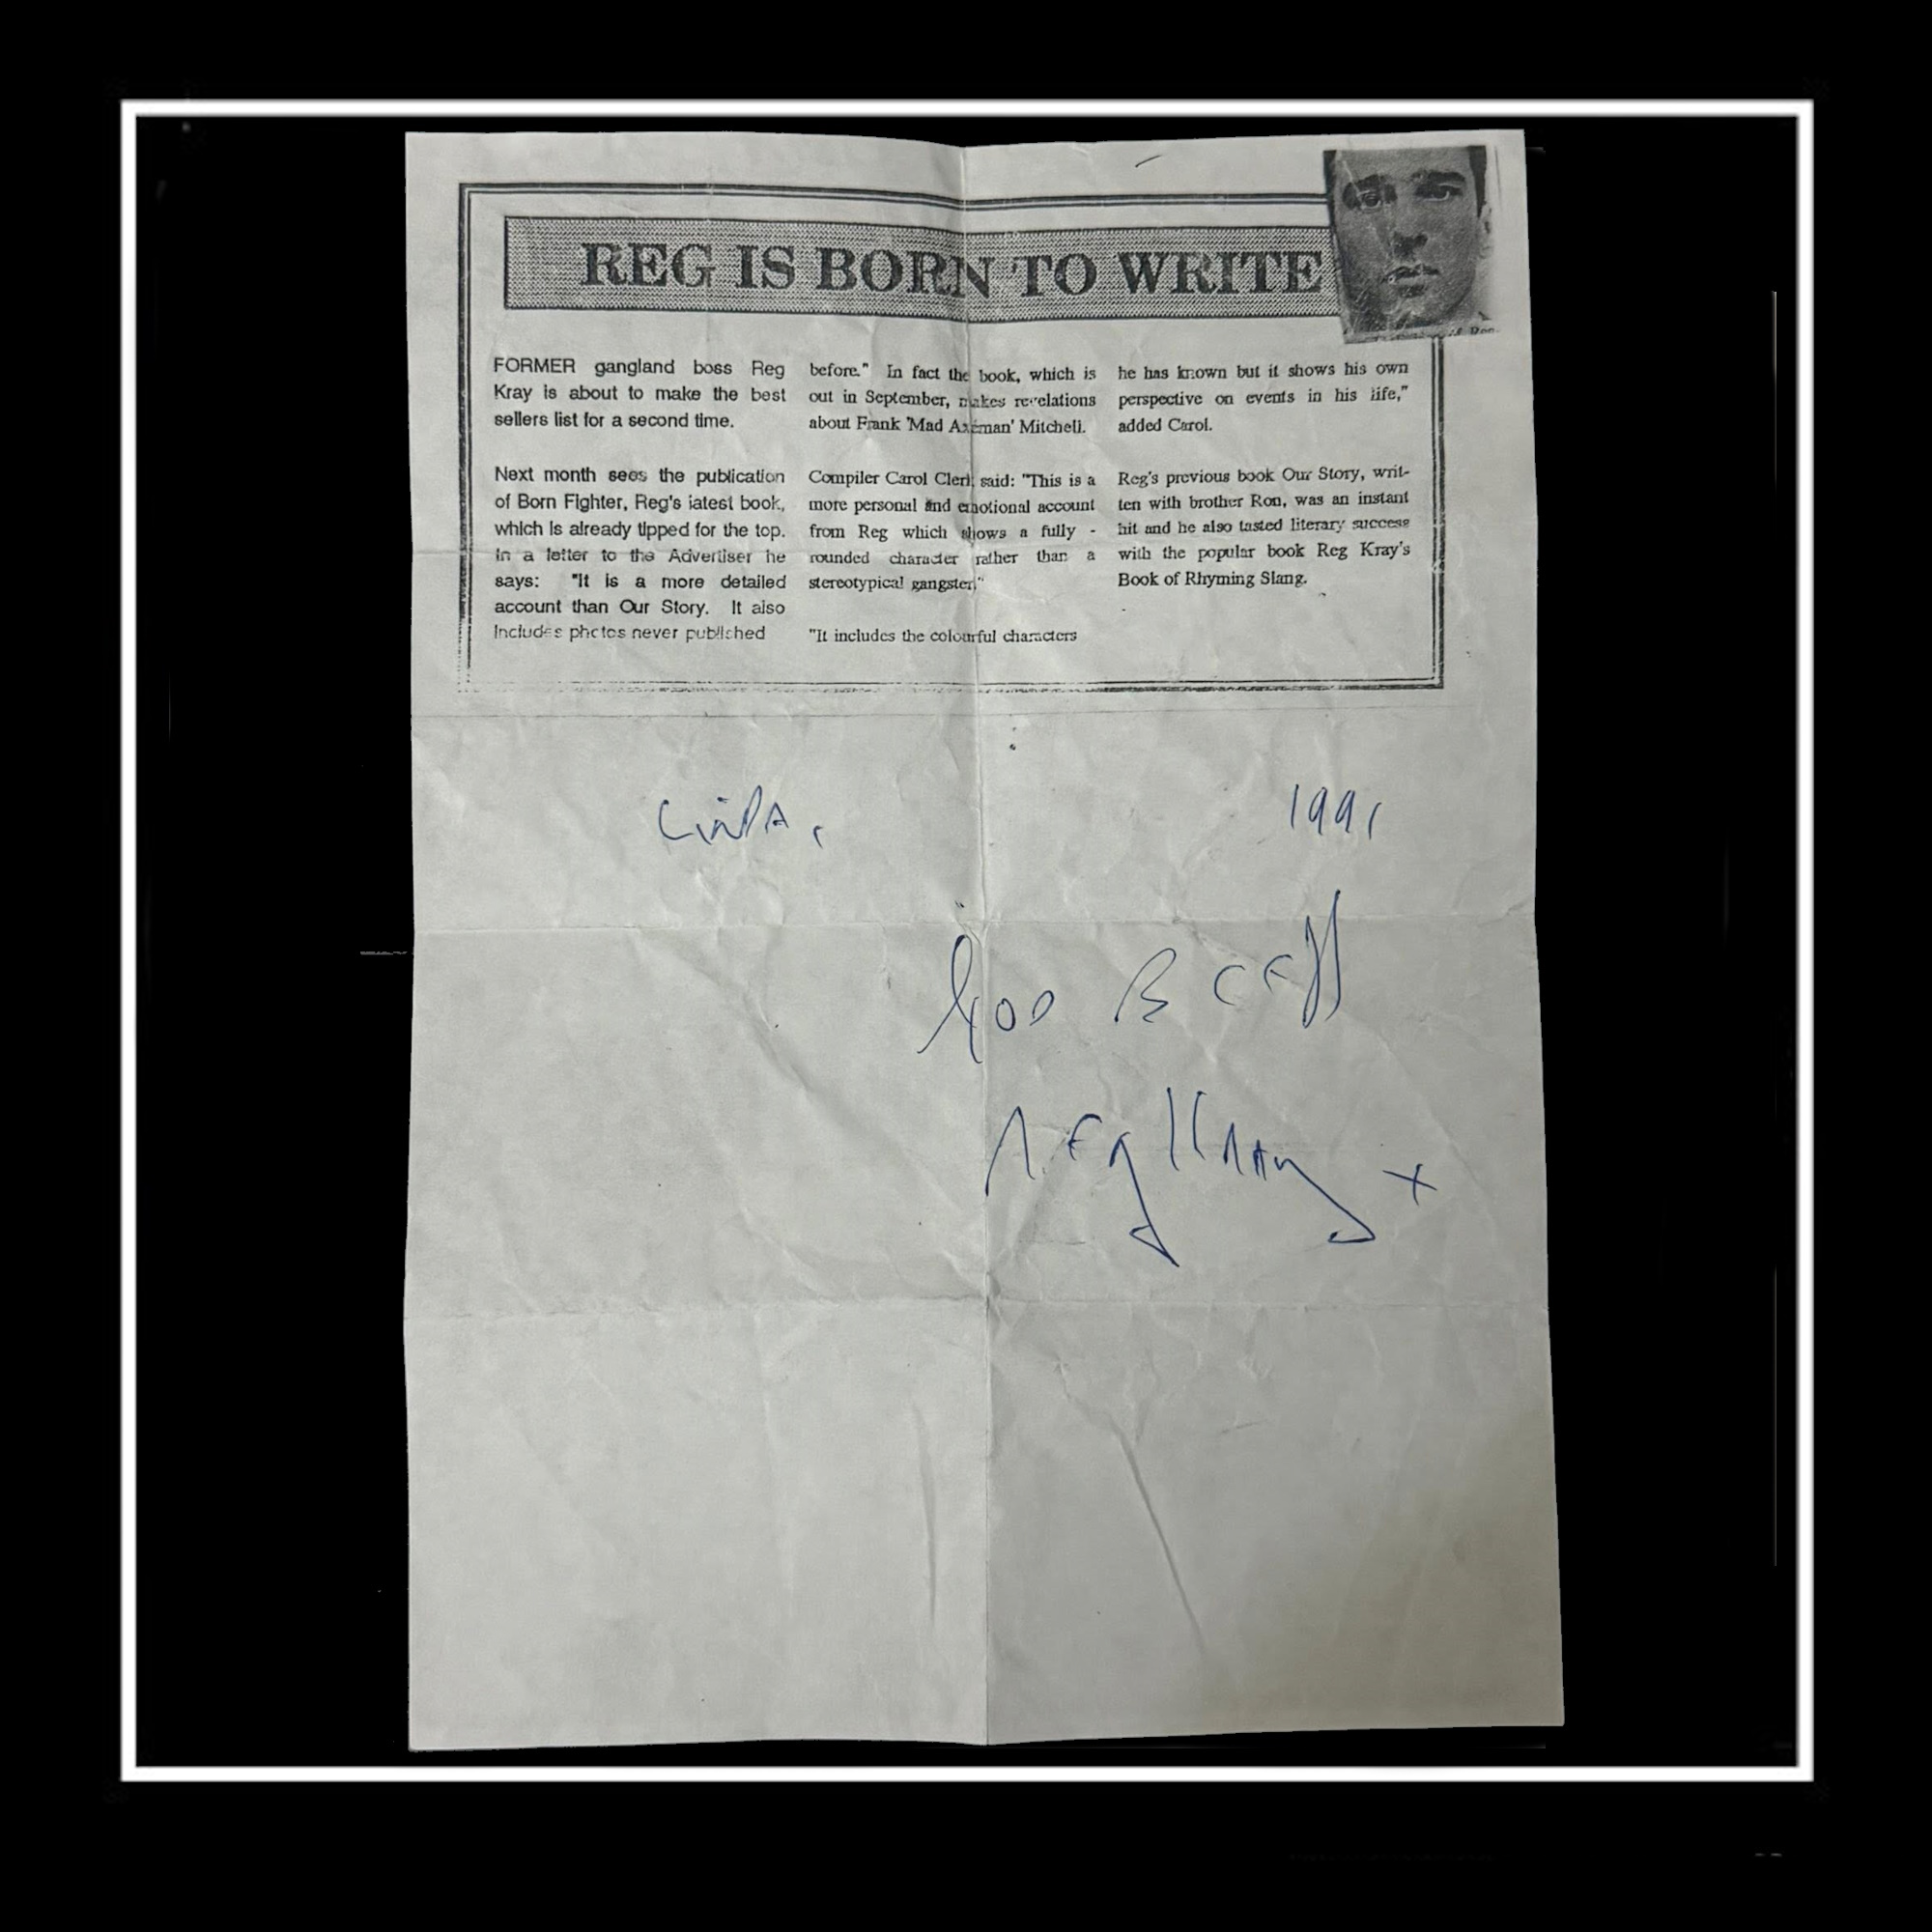 REG IS BORN TO WRITE
FORMER gangland boss Reg
Kray is about to make the best
sellers list for a second time.
Next month sees the publication
of Born Fighter, Reg's latest book,
which is already tipped for the top.
In a letter to the Advertiser he
says: "It is a more detailed
account than Our Story. It also
includes photos never published
before." In fact the book, which is
out in September, makes revelations
about Frank 'Mad Axeman' Mitchell.
Compiler Carol Clerk said: "This is a
more personal and emotional account
from Reg which shows a fully -
rounded character rather than a
stereotypical gangster."
"It includes the colourful characters
he has known but it shows his own
perspective on events in his life,"
added Carol.
Reg's previous book Our Story, writ-
ten with brother Ron, was an instant
hit and he also tasted literary success
with the popular book Reg Kray's
Book of Rhyming Slang.
Linda,
1991
God Bless
Reg Kray x